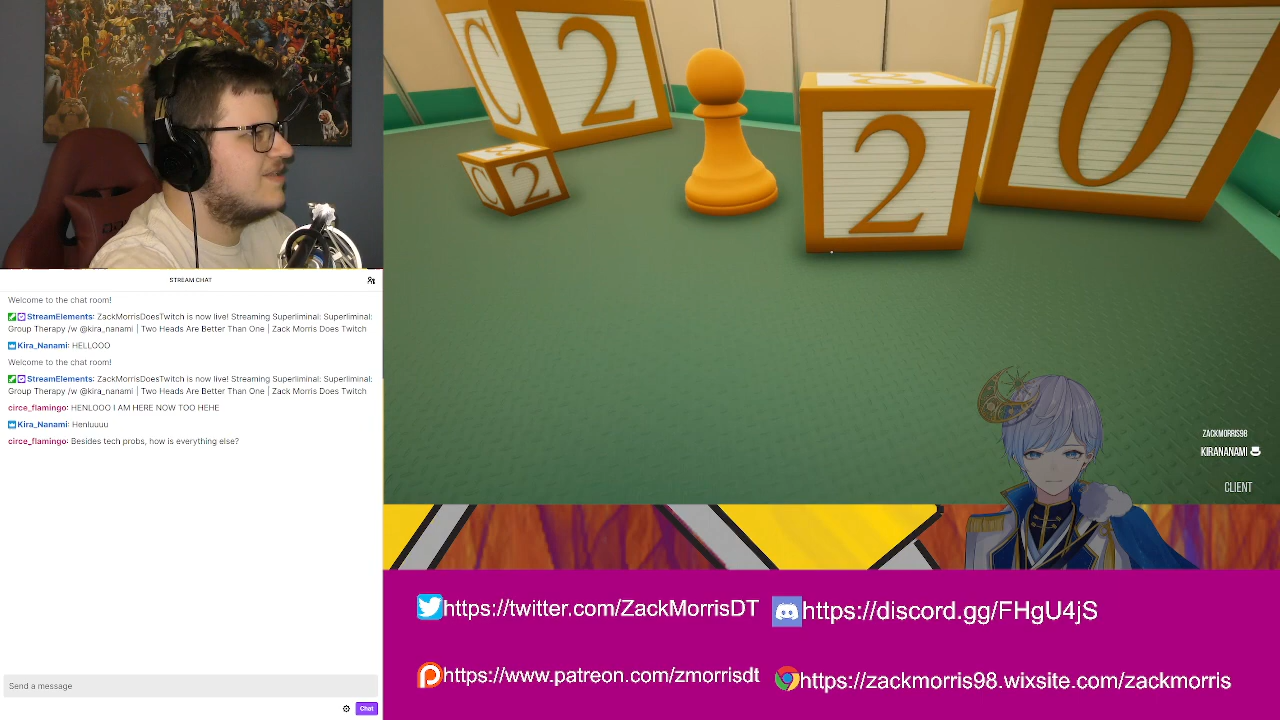 STREAM CHAT
Welcome to the chat room!
StreamElements: ZackMorrisDoesTwitch is now live! Streaming Superliminal: Superliminal:
Group Therapy /w @kira_nanami | Two Heads Are Better Than One | Zack Morris Does Twitch
Kira_Nanami: HELLOOO
Welcome to the chat room!
StreamElements: ZackMorrisDoesTwitch is now live! Streaming Superliminal: Superliminal:
Group Therapy /w @kira_nanami | Two Heads Are Better Than One | Zack Morris Does Twitch
circe_flamingo: HENLOOO I AM HERE NOW TOO HEHE
Kira_Nanami: Henluuuu
circe_flamingo: Besides tech probs, how is everything else?
Send a message
Chat
C 2
8
C 2
8
2
0
0
ZACKMORRIS98
KIRANANAMI
CLIENT
https://twitter.com/ZackMorrisDT
https://discord.gg/FHgU4jS
https://www.patreon.com/zmorrisdt
https://zackmorris98.wixsite.com/zackmorris